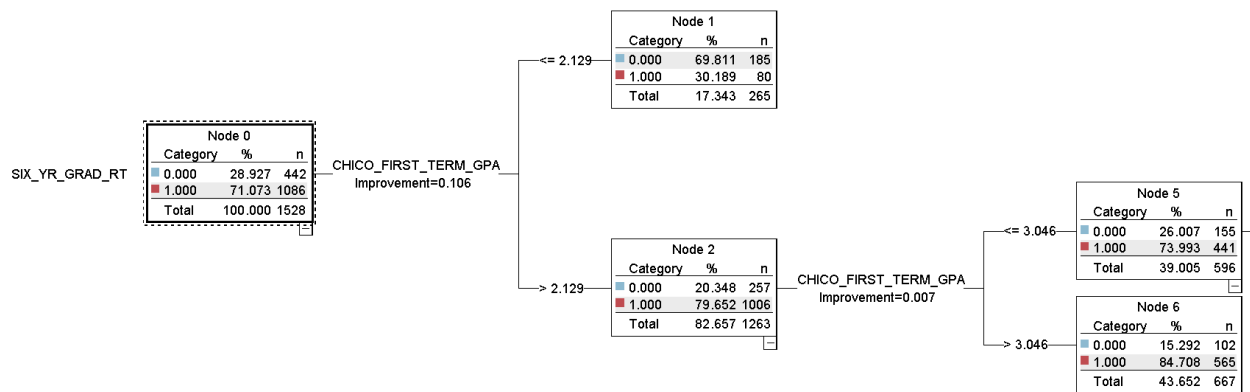 SIX_YR_GRAD_RT
Node 0
Category % n
0.000 28.927 442
1.000 71.073 1086
Total 100.000 1528
CHICO_FIRST_TERM_GPA
Improvement=0.106
<= 2.129
Node 1
Category % n
0.000 69.811 185
1.000 30.189 80
Total 17.343 265
> 2.129
Node 2
Category % n
0.000 20.348 257
1.000 79.652 1006
Total 82.657 1263
CHICO_FIRST_TERM_GPA
Improvement=0.007
<= 3.046
Node 5
Category % n
0.000 26.007 155
1.000 73.993 441
Total 39.005 596
> 3.046
Node 6
Category % n
0.000 15.292 102
1.000 84.708 565
Total 43.652 667